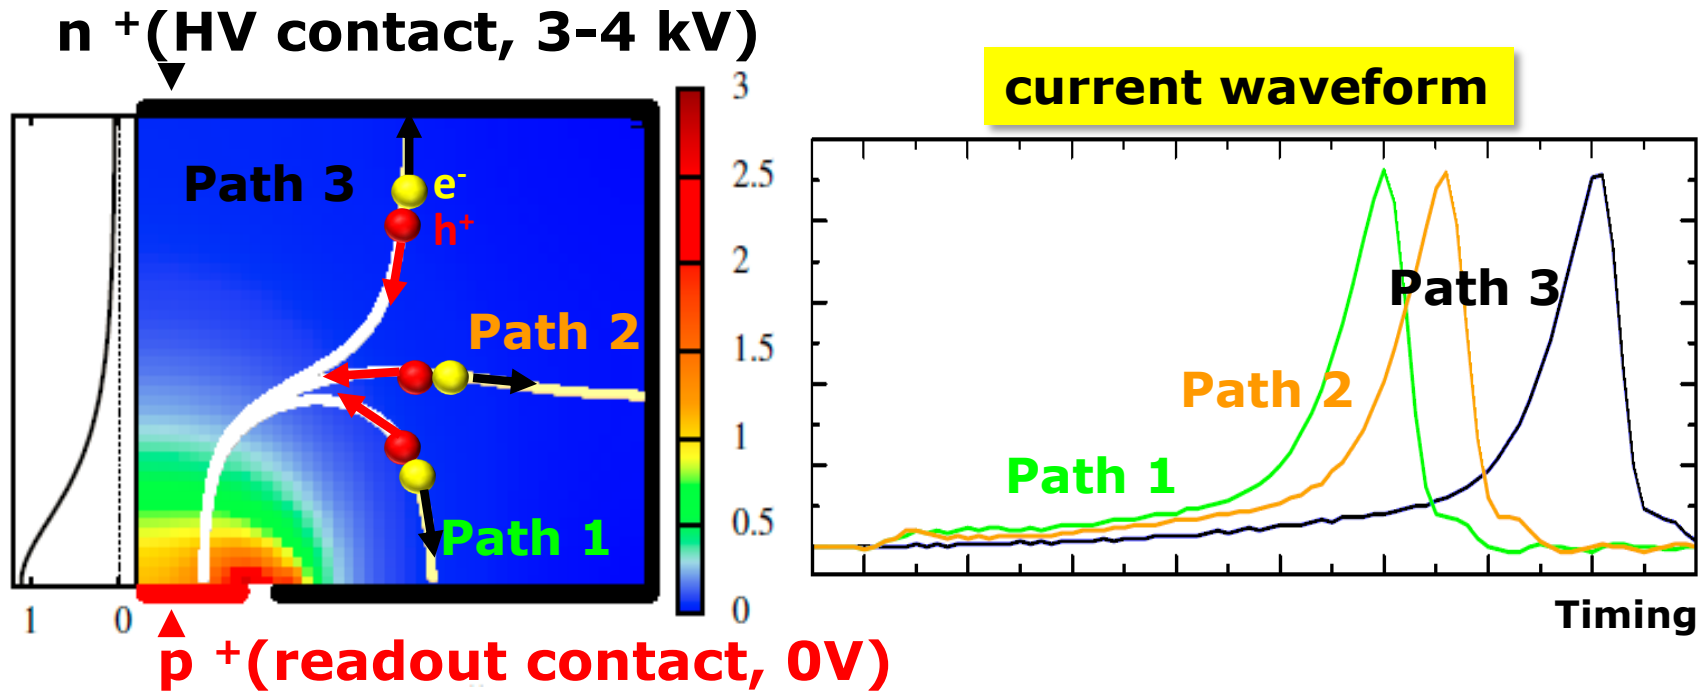 n +(HV contact, 3-4 kV)
current waveform
3
2.5
2
1.5
1
0.5
0
Path 3
e-
h+
Path 2
Path 1
1
0
p +(readout contact, 0V)
Path 3
Path 2
Path 1
Timing